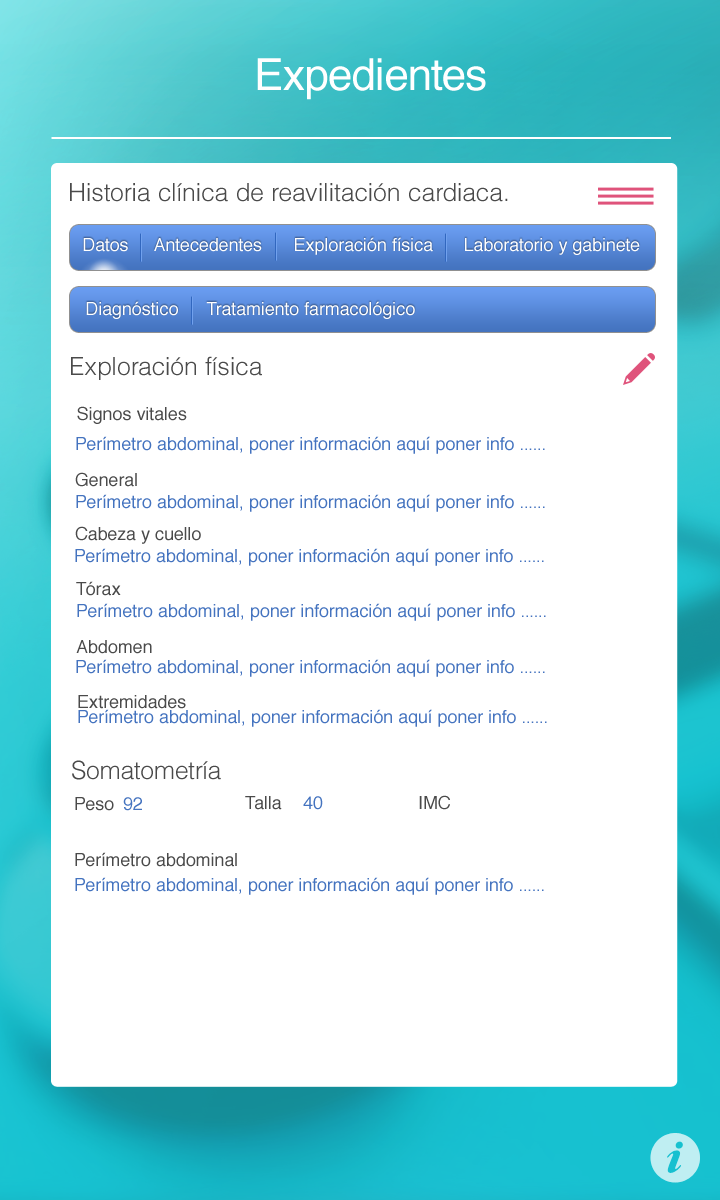 Expedientes
Historia clínica de reavilitación cardiaca.
Datos Antecedentes Exploración física Laboratorio y gabinete
Diagnóstico Tratamiento farmacológico
Exploración física
Signos vitales
Perímetro abdominal, poner información aquí poner info ......
General
Perímetro abdominal, poner información aquí poner info ......
Cabeza y cuello
Perímetro abdominal, poner información aquí poner info ......
Tórax
Perímetro abdominal, poner información aquí poner info ......
Abdomen
Perímetro abdominal, poner información aquí poner info ......
Extremidades
Perímetro abdominal, poner información aquí poner info ......
Somatometría
Peso 92 Talla 40 IMC
Perímetro abdominal
Perímetro abdominal, poner información aquí poner info ......
i